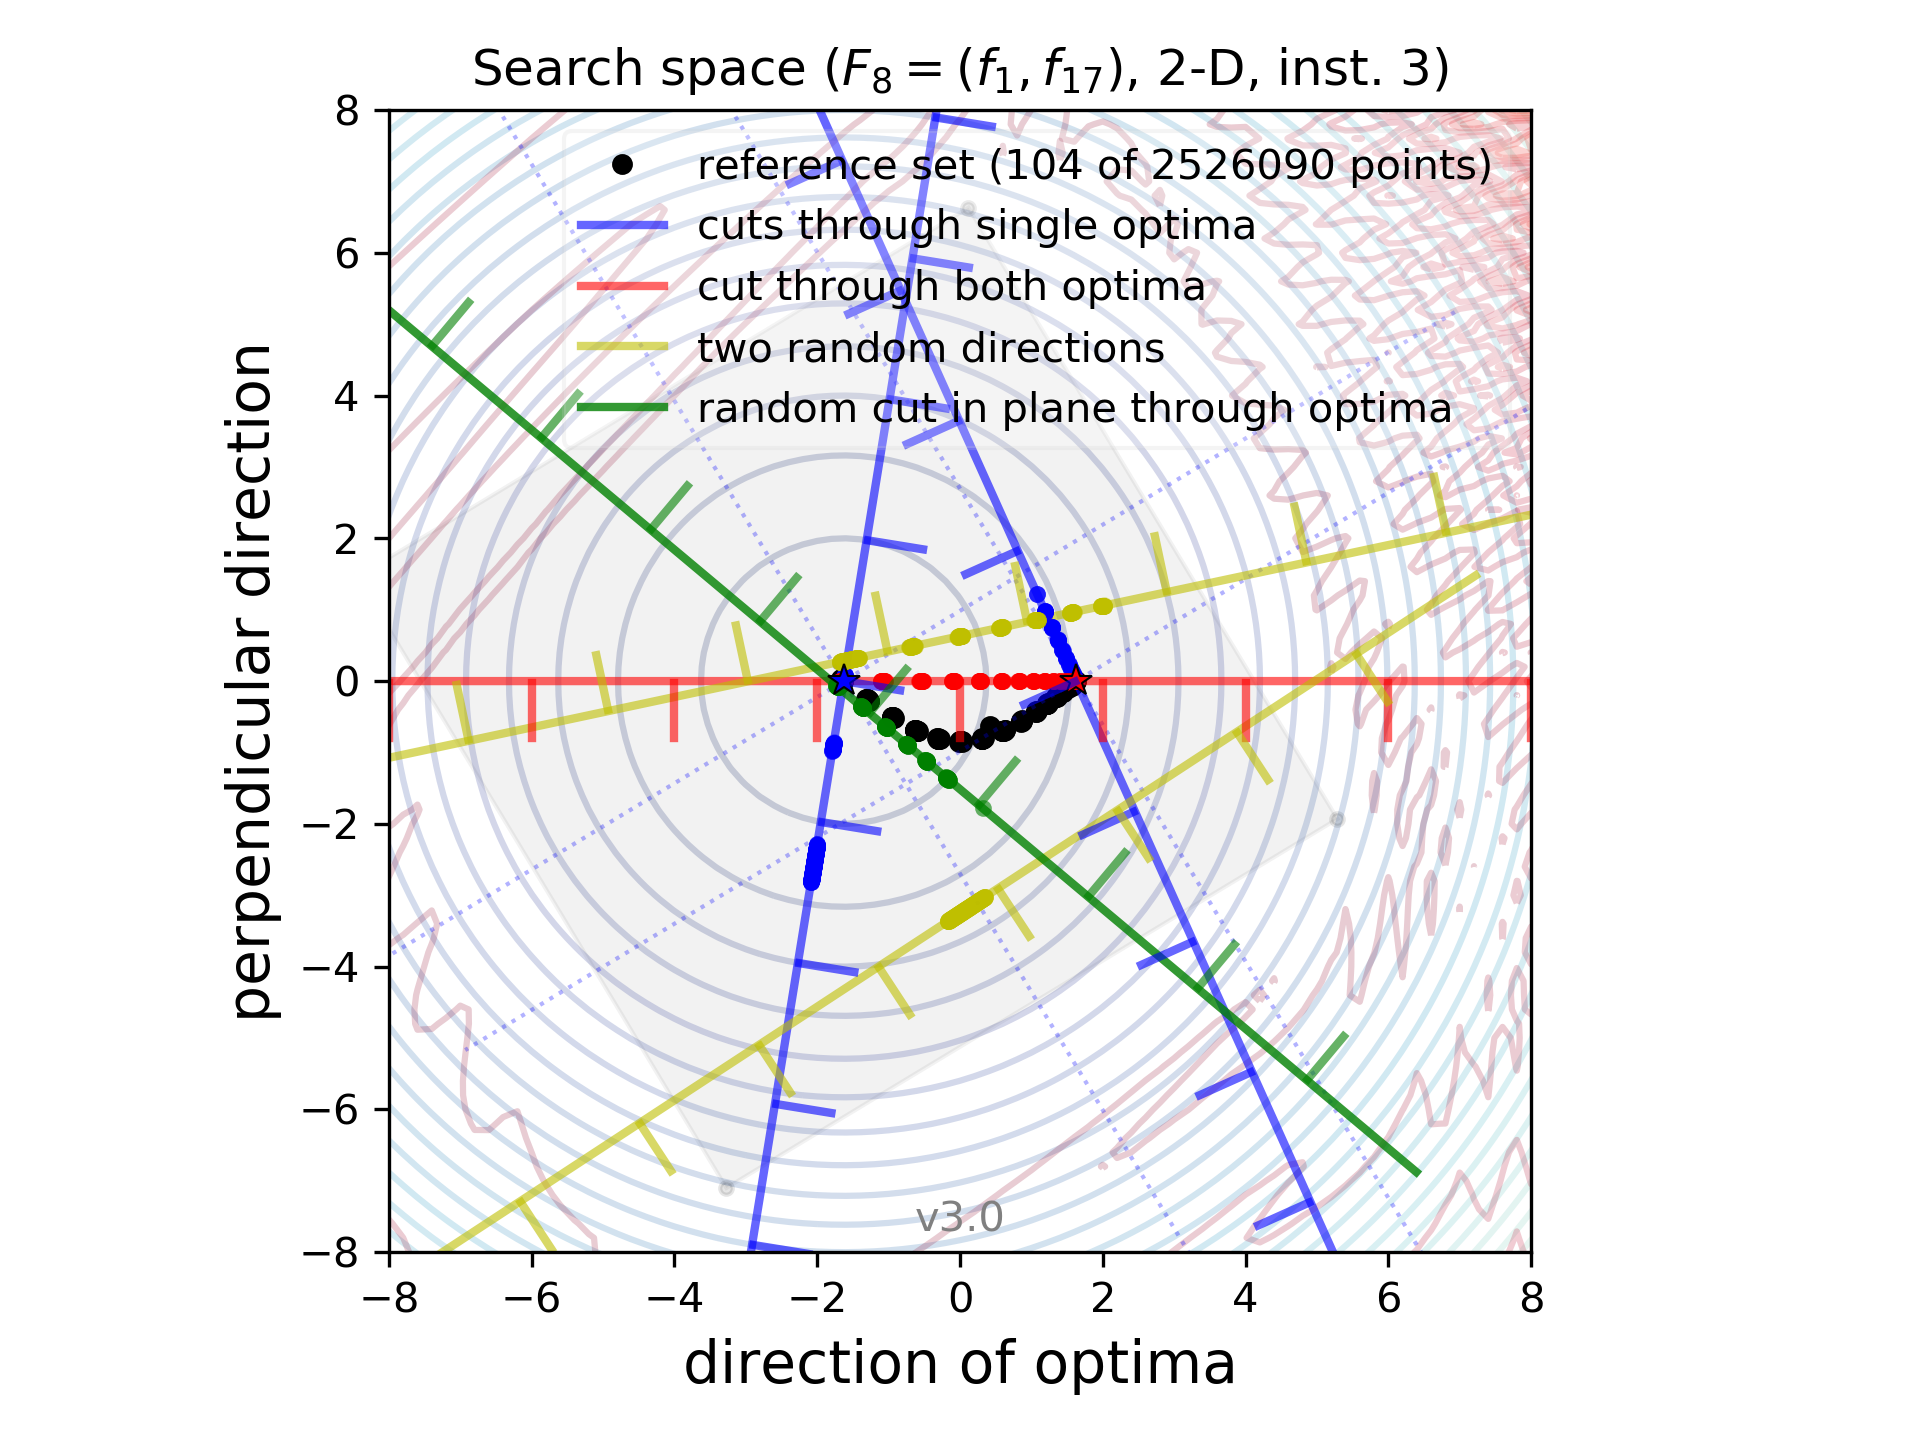 Search space (F8 = (f1, f17), 2-D, inst. 3)
reference set (104 of 2526090 points)
cuts through single optima
cut through both optima
two random directions
random cut in plane through optima
8
6
4
2
0
−2
−4
−6
−8
perpendicular direction
v3.0
−8 −6 −4 −2 0 2 4 6 8
direction of optima